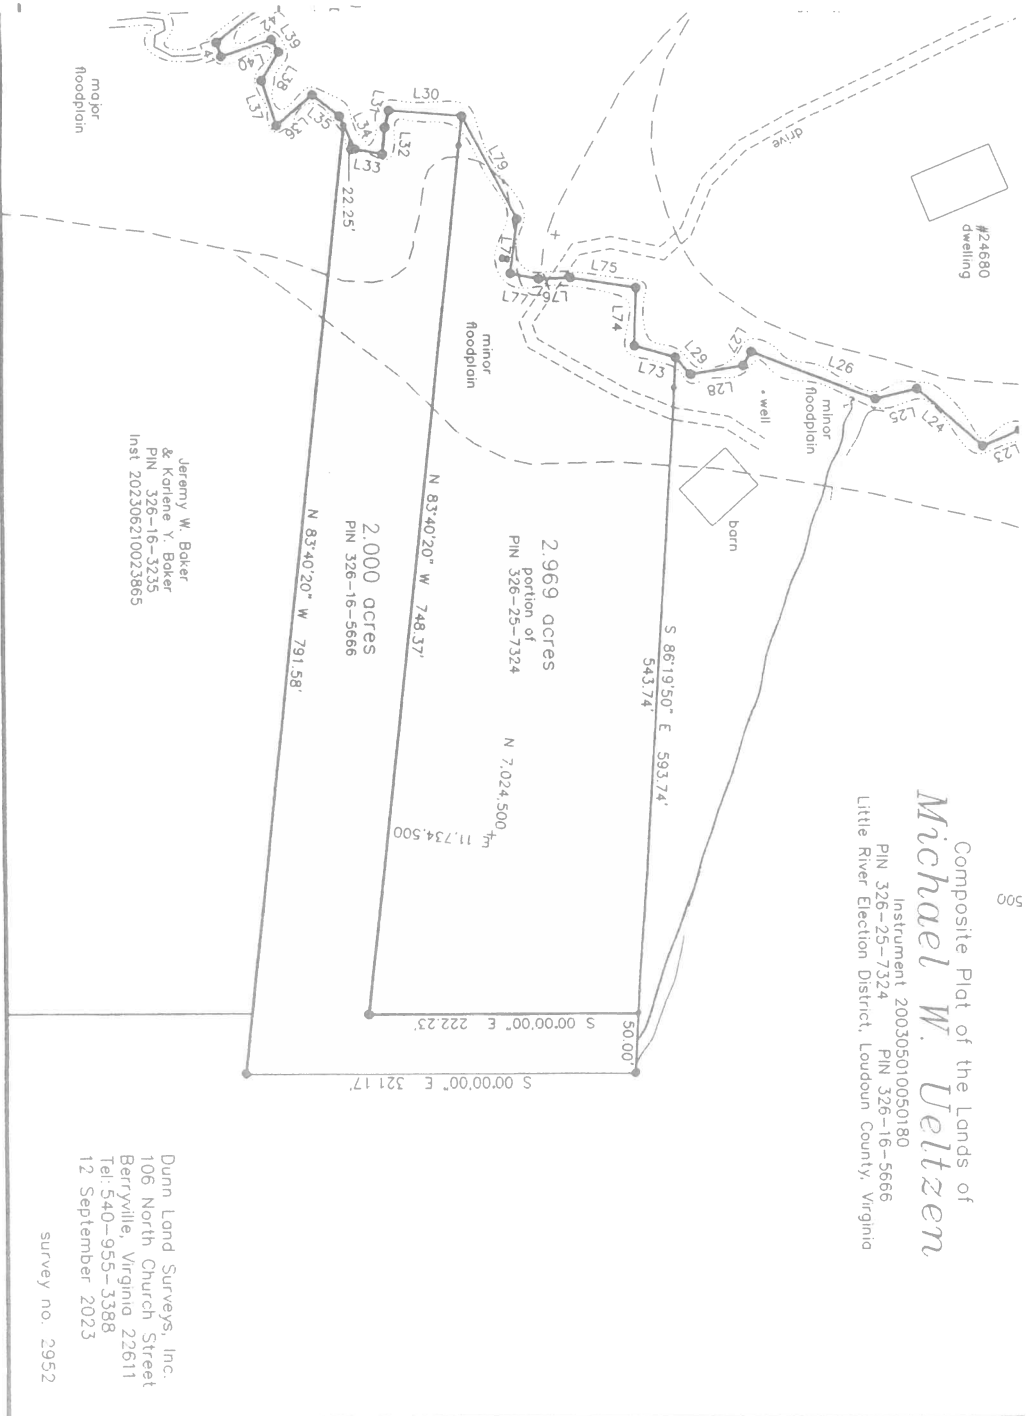 Composite Plat of the Lands of
Michael W. Ueltzen
Instrument 200305010050180
PIN 326-25-7324 PIN 326-16-5666
Little River Election District, Loudoun County, Virginia
500
#24680
dwelling
drive
L23
L24
L25
L26
minor
floodplain
L27
well
L28
L29
barn
L73
L74
L75
L76
L77
L78
L79
minor
floodplain
L30
L31
L32
L33
L34
L35
L36
L37
L38
L39
L40
major
floodplain
22.25'
S 86°19'50" E 593.74'
543.74'
2.969 acres
portion of
PIN 326-25-7324
N 7,024,500
E 11,734,500
N 83°40'20" W 748.37'
2.000 acres
PIN 326-16-5666
N 83°40'20" W 791.58'
50.00'
S 00°00'00" E 222.23'
S 00°00'00" E 321.17'
Jeremy W. Baker
& Karlene Y. Baker
PIN 326-16-3235
Inst 202306210023865
Dunn Land Surveys, Inc.
106 North Church Street
Berryville, Virginia 22611
Tel: 540-955-3388
12 September 2023
survey no. 2952